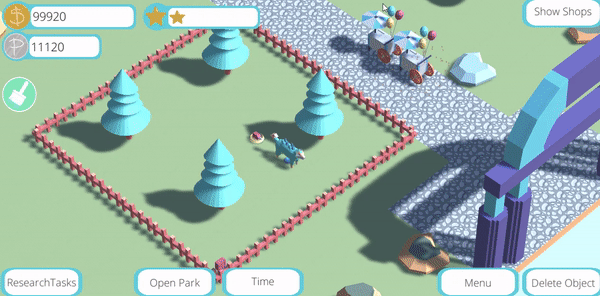 $ 99920
P 11120
Show Shops
ResearchTasks
Open Park
Time
Menu
Delete Object